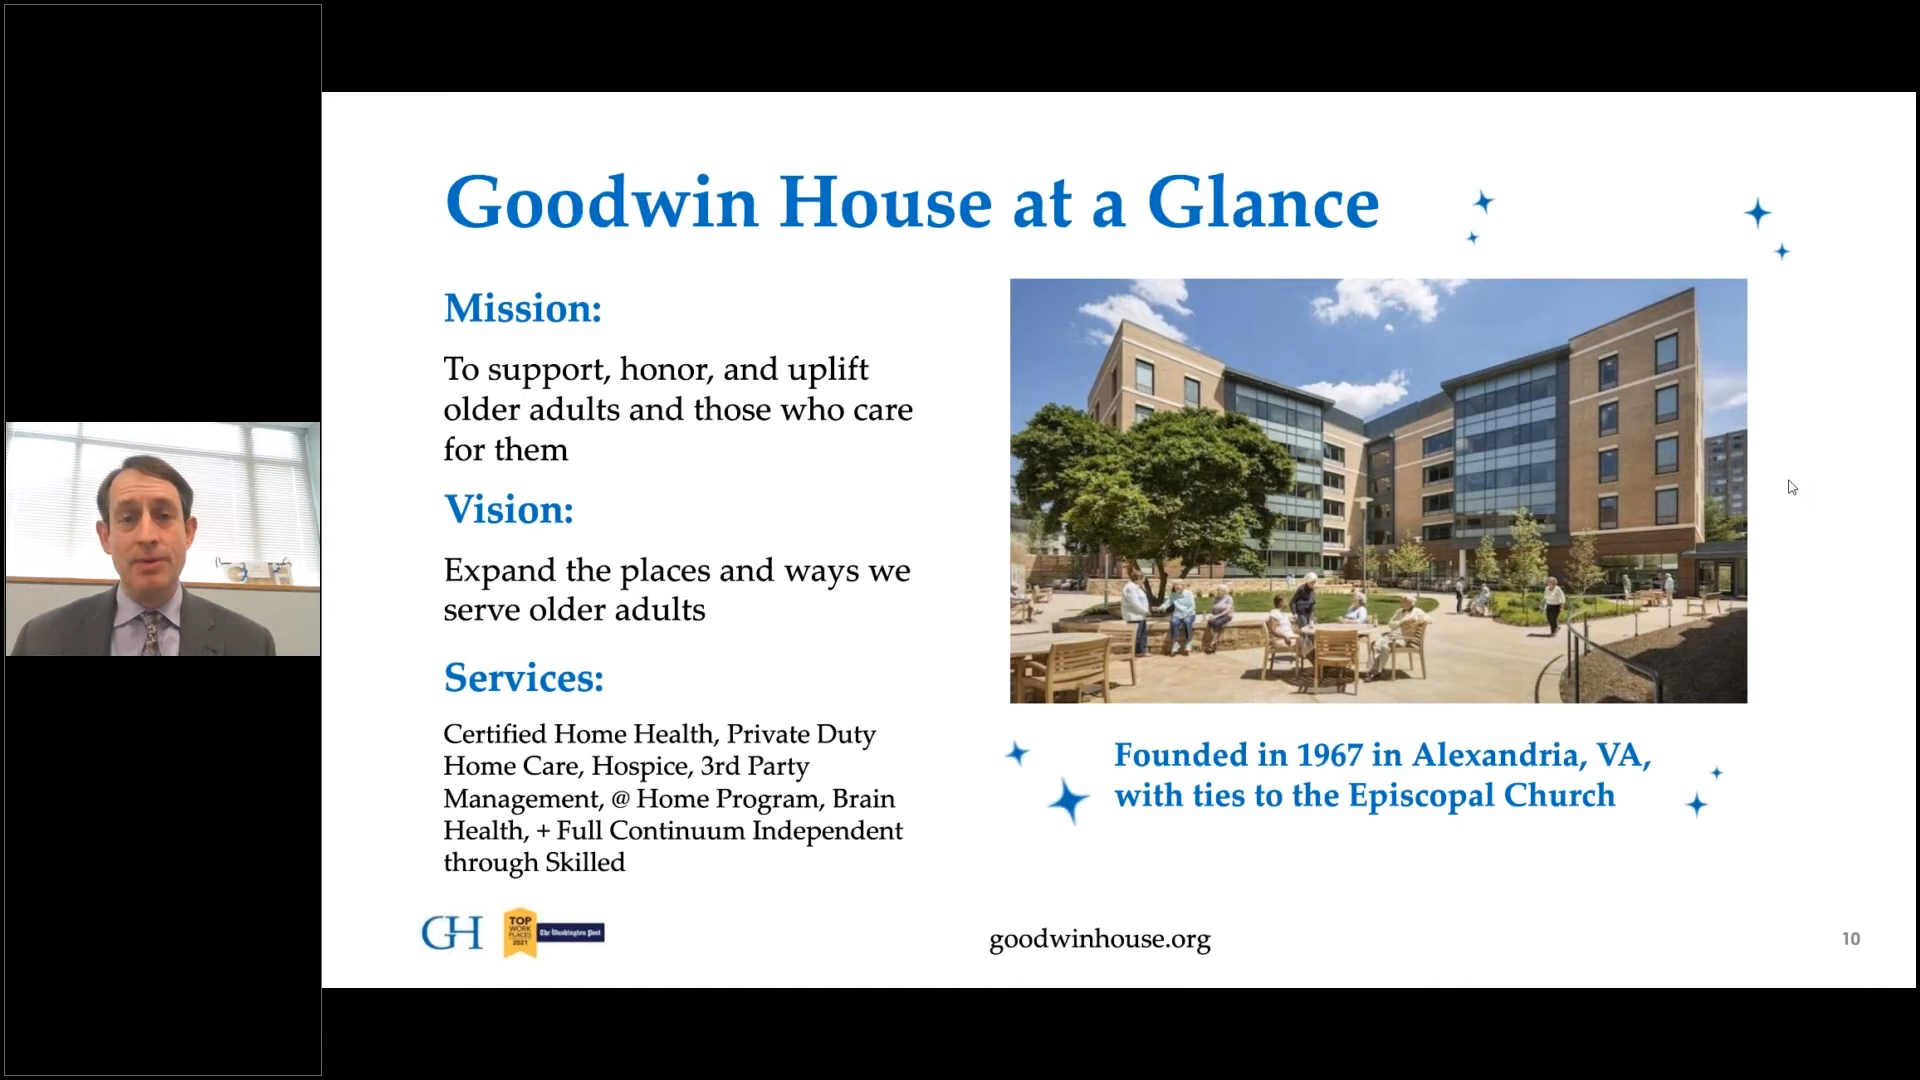 Goodwin House at a Glance
Mission:
To support, honor, and uplift
older adults and those who care
for them
Vision:
Expand the places and ways we
serve older adults
Services:
Certified Home Health, Private Duty
Home Care, Hospice, 3rd Party
Management, @ Home Program, Brain
Health, + Full Continuum Independent
through Skilled
Founded in 1967 in Alexandria, VA,
with ties to the Episcopal Church
GH
TOP
WORK
PLACES
2021
The Washington Post
goodwinhouse.org
10